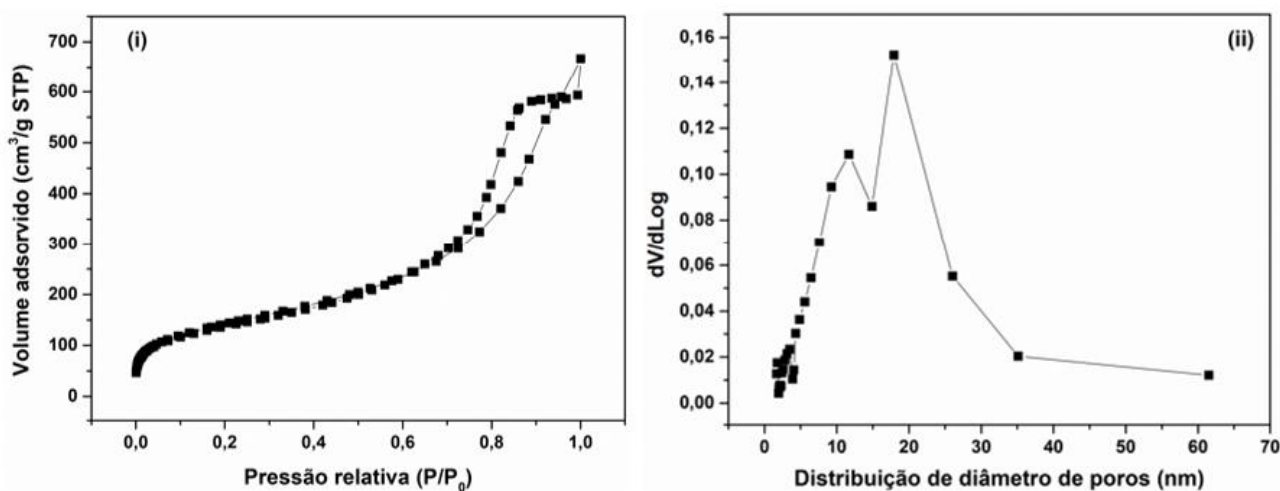 (i)
Volume adsorvido (cm³/g STP)
700
600
500
400
300
200
100
0
0,0 0,2 0,4 0,6 0,8 1,0
Pressão relativa (P/P₀)
(ii)
dV/dLog
0,16
0,14
0,12
0,10
0,08
0,06
0,04
0,02
0,00
0 10 20 30 40 50 60 70
Distribuição de diâmetro de poros (nm)